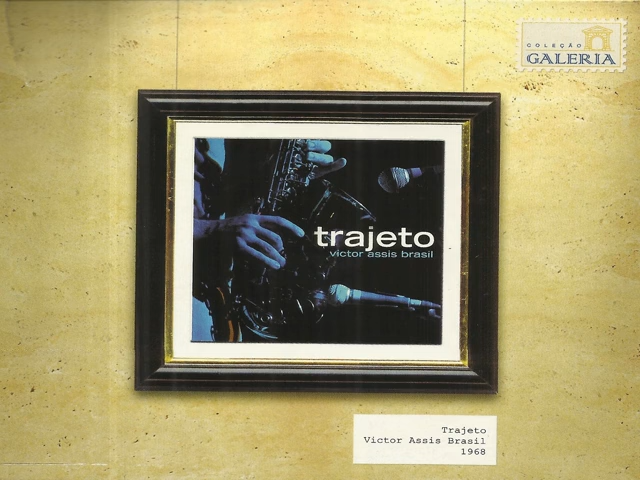 COLEÇÃO
GALERIA
trajeto
victor assis brasil
Trajeto
Victor Assis Brasil
1968